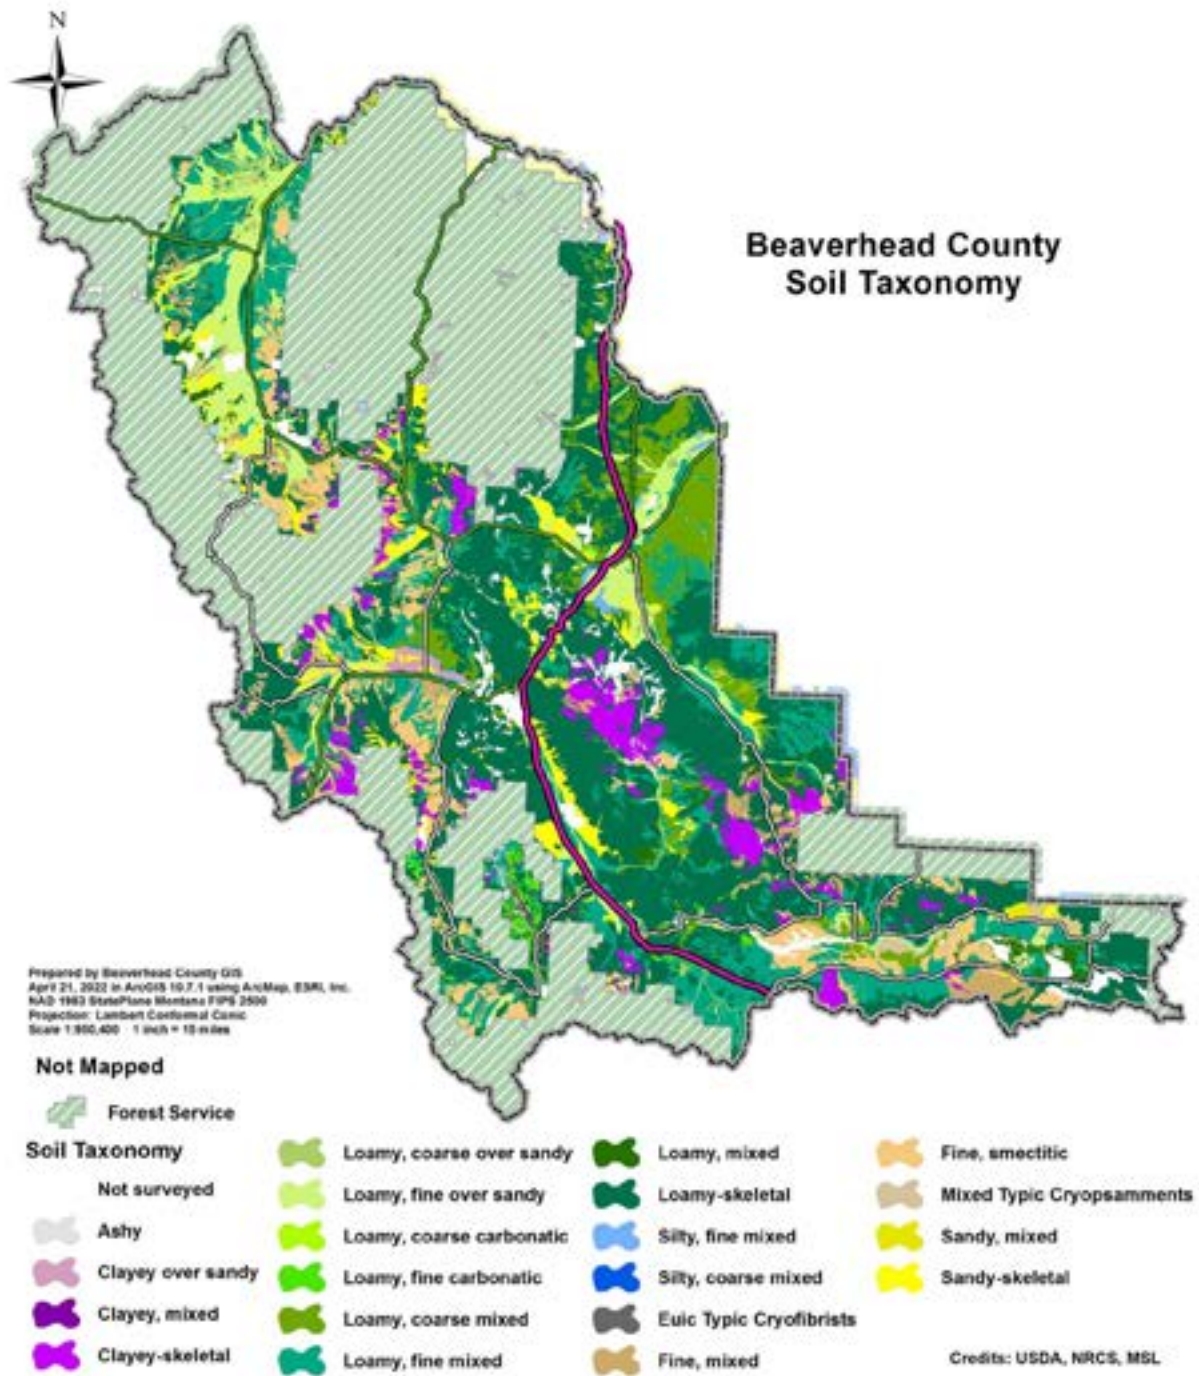 N
Beaverhead County
Soil Taxonomy
Prepared by Beaverhead County GIS
April 21, 2022 in ArcGIS 10.7.1 using ArcMap, ESRI, Inc.
NAD 1983 StatePlane Montana FIPS 2500
Projection: Lambert Conformal Conic
1 inch = 15 miles
Not Mapped
Forest Service
Soil Taxonomy
Not surveyed
Ashy
Clayey over sandy
Clayey, mixed
Clayey-skeletal
Loamy, coarse over sandy
Loamy, fine over sandy
Loamy, coarse carbonatic
Loamy, fine carbonatic
Loamy, coarse mixed
Loamy, fine mixed
Loamy, mixed
Loamy-skeletal
Silty, fine mixed
Silty, coarse mixed
Euic Typic Cryofibrists
Fine, mixed
Fine, smectitic
Mixed Typic Cryopsamments
Sandy, mixed
Sandy-skeletal
Credits: USDA, NRCS, MSL